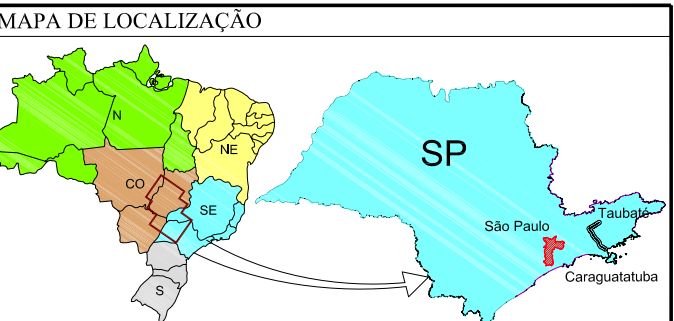 MAPA DE LOCALIZAÇÃO
N
NE
CO
SE
S
SP
São Paulo
Taubaté
Caraguatatuba